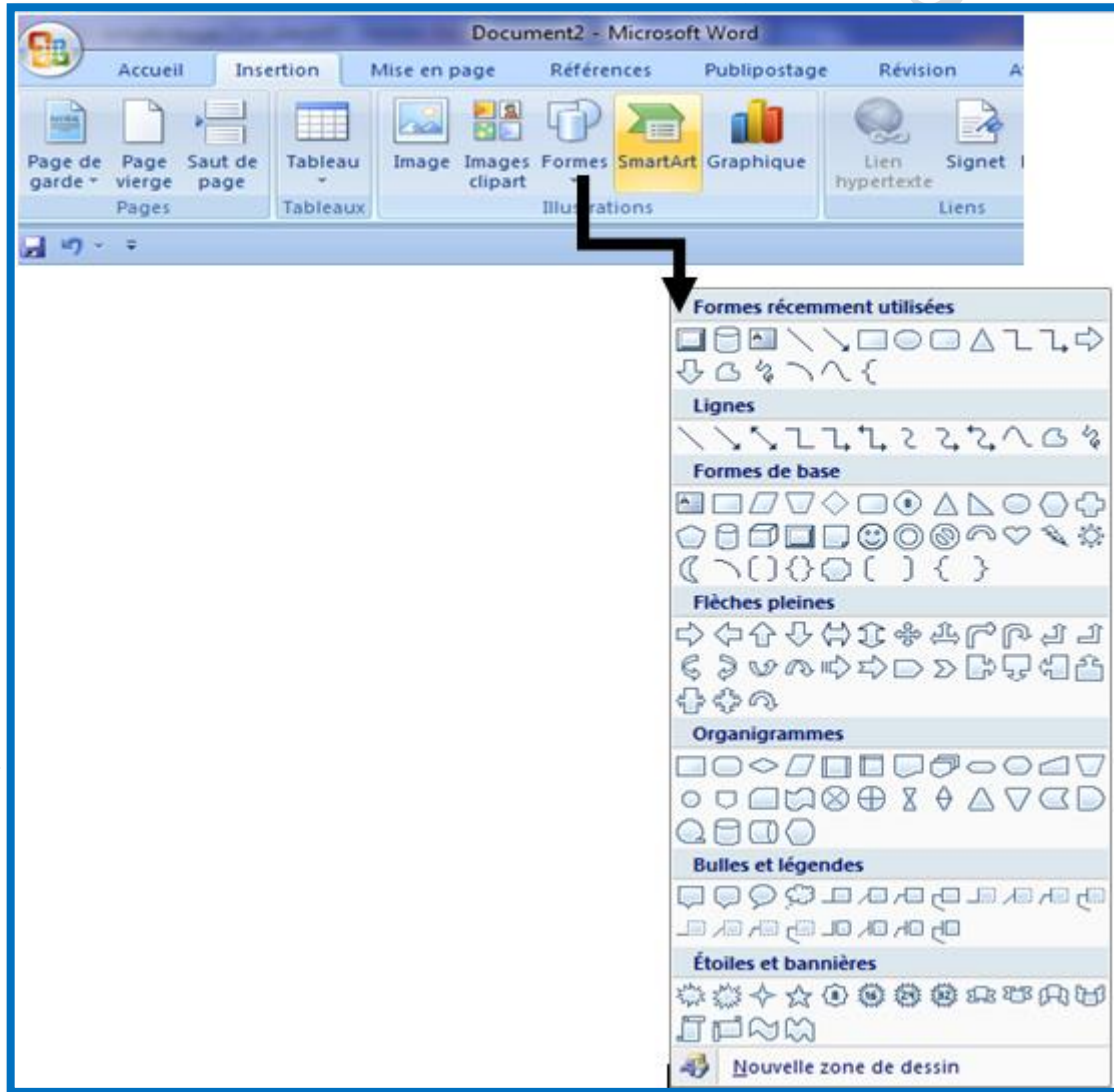 Document2 - Microsoft Word
Accueil Insertion Mise en page Références Publipostage Révision
Page de garde Page vierge Saut de page Tableau Image Images clipart Formes SmartArt Graphique Lien hypertexte Signet
Pages Tableaux Illustrations Liens
Formes récemment utilisées
Lignes
Formes de base
Flèches pleines
Organigrammes
Bulles et légendes
Étoiles et bannières
Nouvelle zone de dessin